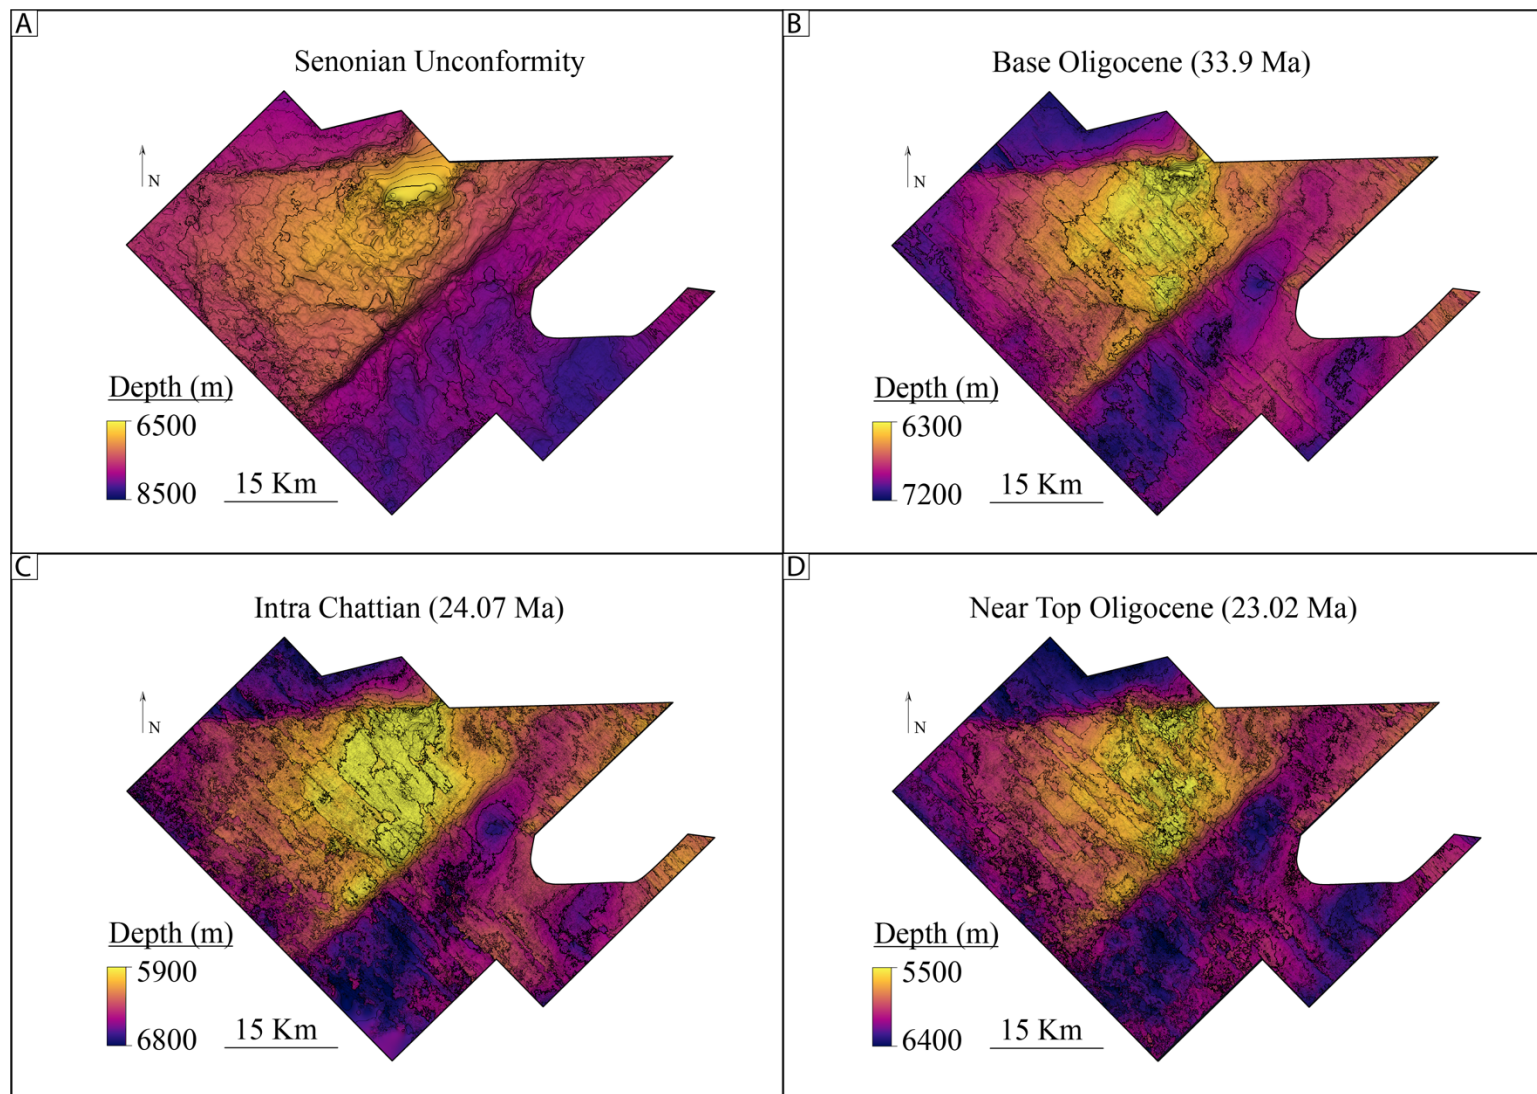 A
Senonian Unconformity
N
Depth (m)
6500
8500
15 Km
B
Base Oligocene (33.9 Ma)
N
Depth (m)
6300
7200
15 Km
C
Intra Chattian (24.07 Ma)
N
Depth (m)
5900
6800
15 Km
D
Near Top Oligocene (23.02 Ma)
N
Depth (m)
5500
6400
15 Km